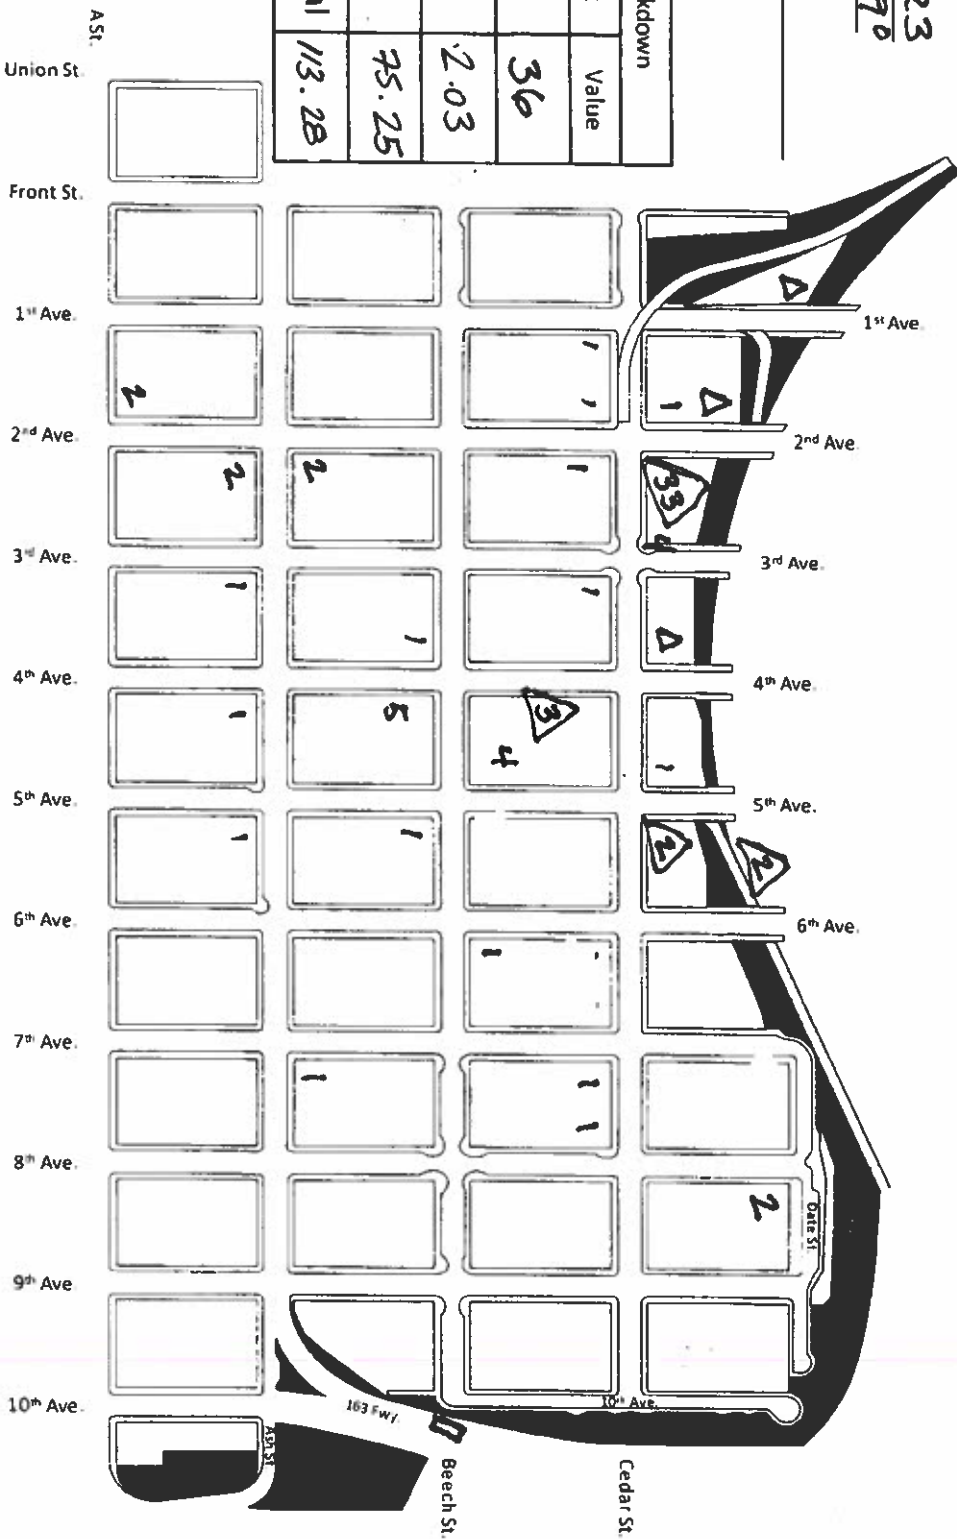 23
90
kdown
Value
36
2.03
75.25
al 113.28
A St.
Union St.
Front St.
1st Ave.
2nd Ave.
3rd Ave.
4th Ave.
5th Ave.
6th Ave.
7th Ave.
8th Ave.
9th Ave
10th Ave.
1st Ave.
2nd Ave.
3rd Ave.
4th Ave.
5th Ave.
6th Ave.
Date St.
10th Ave.
163 Fwy.
Ash St
Beech St.
Cedar St.
1 1
2
1
2
2
1
33
4
1
1
1
1
5
3
4
1
1
1
2
2
1
1
1 1
2